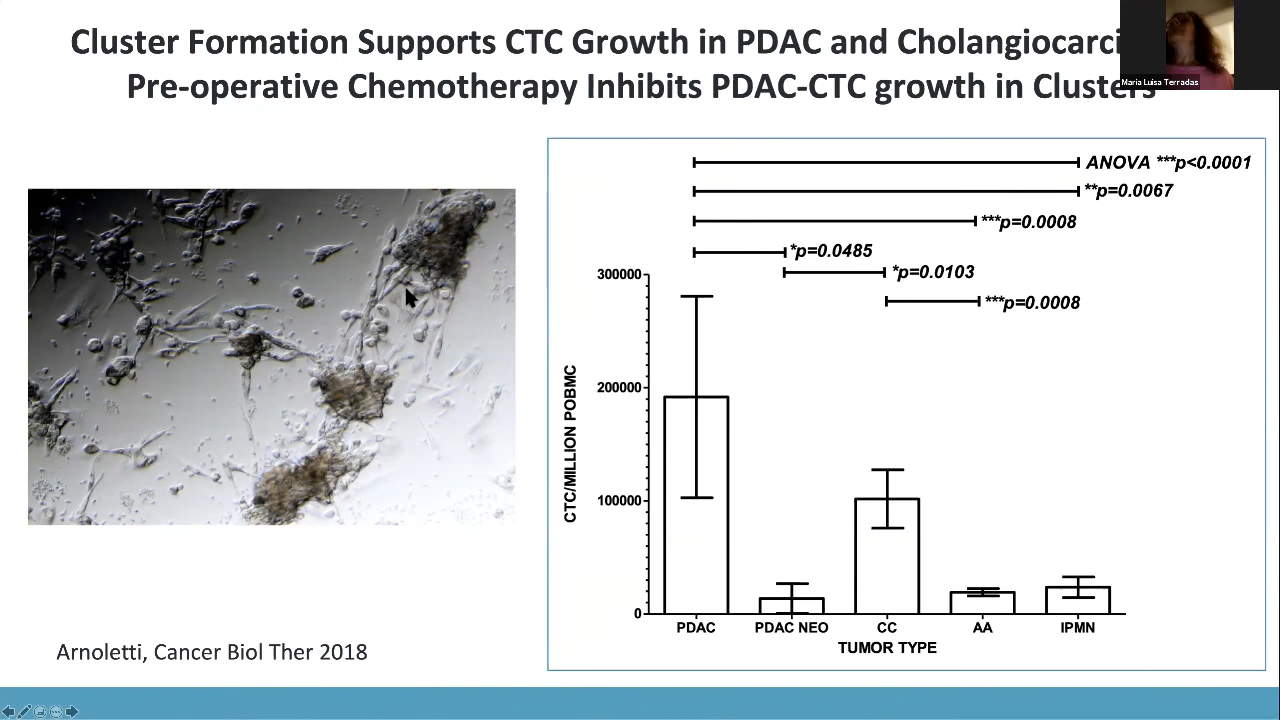 Cluster Formation Supports CTC Growth in PDAC and Cholangiocarci
Pre-operative Chemotherapy Inhibits PDAC-CTC growth in Clusters
Maria Luisa Terradas
ANOVA ***p<0.0001
**p=0.0067
***p=0.0008
*p=0.0485
*p=0.0103
***p=0.0008
300000
200000
100000
0
CTC/MILLION POBMC
PDAC PDAC NEO CC AA IPMN
TUMOR TYPE
Arnoletti, Cancer Biol Ther 2018